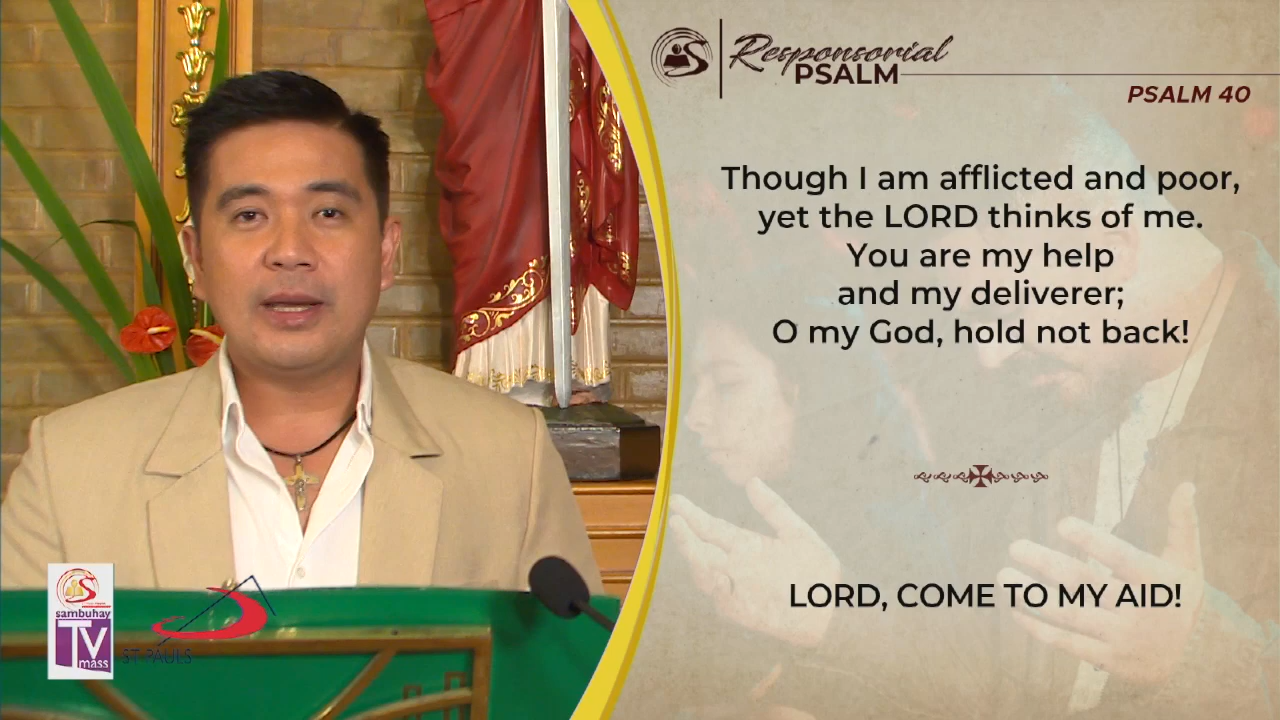 Responsorial
PSALM
PSALM 40
Though I am afflicted and poor,
yet the LORD thinks of me.
You are my help
and my deliverer;
O my God, hold not back!
LORD, COME TO MY AID!
sambuhay
TV
mass
ST PAULS